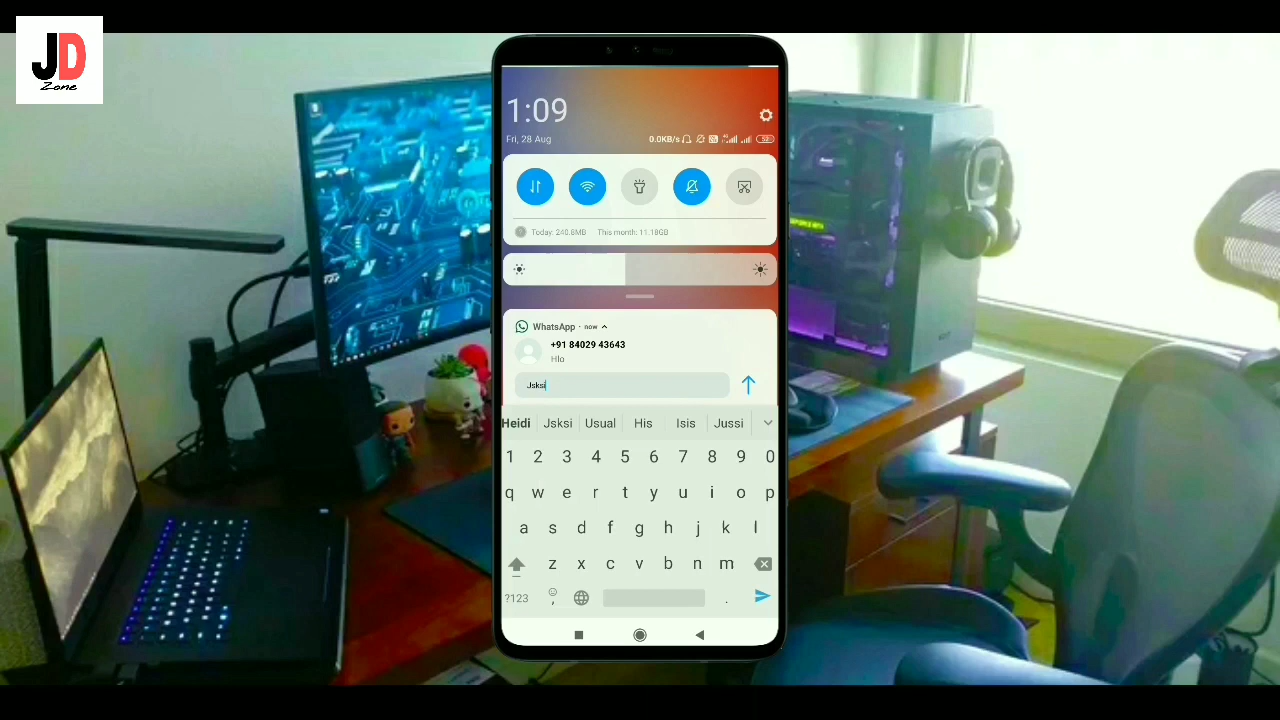 JD
Zone
1:09
Fri, 28 Aug
0.0KB/s
Today: 240.8MB This month: 11.18GB
WhatsApp · now
+91 84029 43643
Hlo
Jsksi
Heidi Jsksi Usual His Isis Jussi
1 2 3 4 5 6 7 8 9 0
q w e r t y u i o p
a s d f g h j k l
z x c v b n m
?123 , .